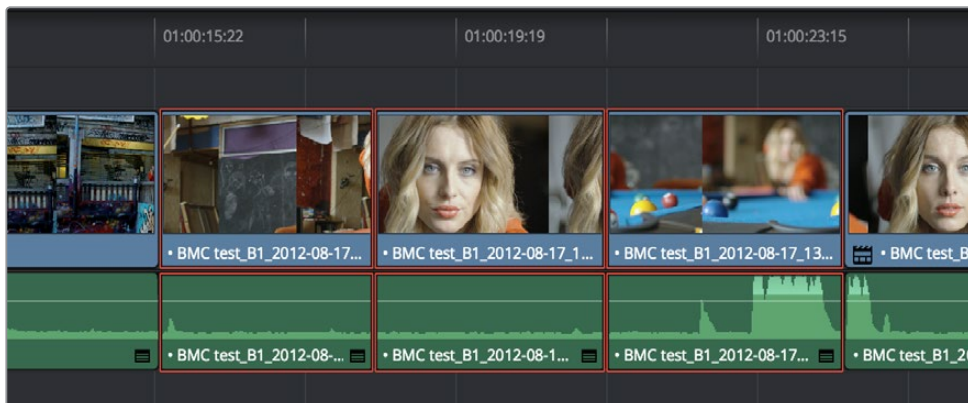 01:00:15:22
01:00:19:19
01:00:23:15
• BMC test_B1_2012-08-17...
• BMC test_B1_2012-08-17_1...
• BMC test_B1_2012-08-17_13...
• BMC test_B
• BMC test_B1_2012-08-...
• BMC test_B1_2012-08-1...
• BMC test_B1_2012-08-17...
• BMC test_B1_20